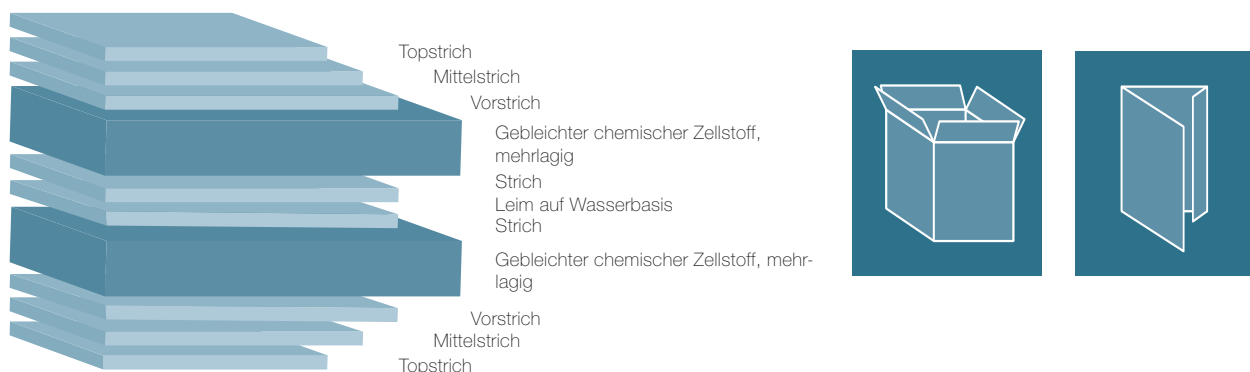 Topstrich
Mittelstrich
Vorstrich
Gebleichter chemischer Zellstoff,
mehrlagig
Strich
Leim auf Wasserbasis
Strich
Gebleichter chemischer Zellstoff, mehr-
lagig
Vorstrich
Mittelstrich
Topstrich